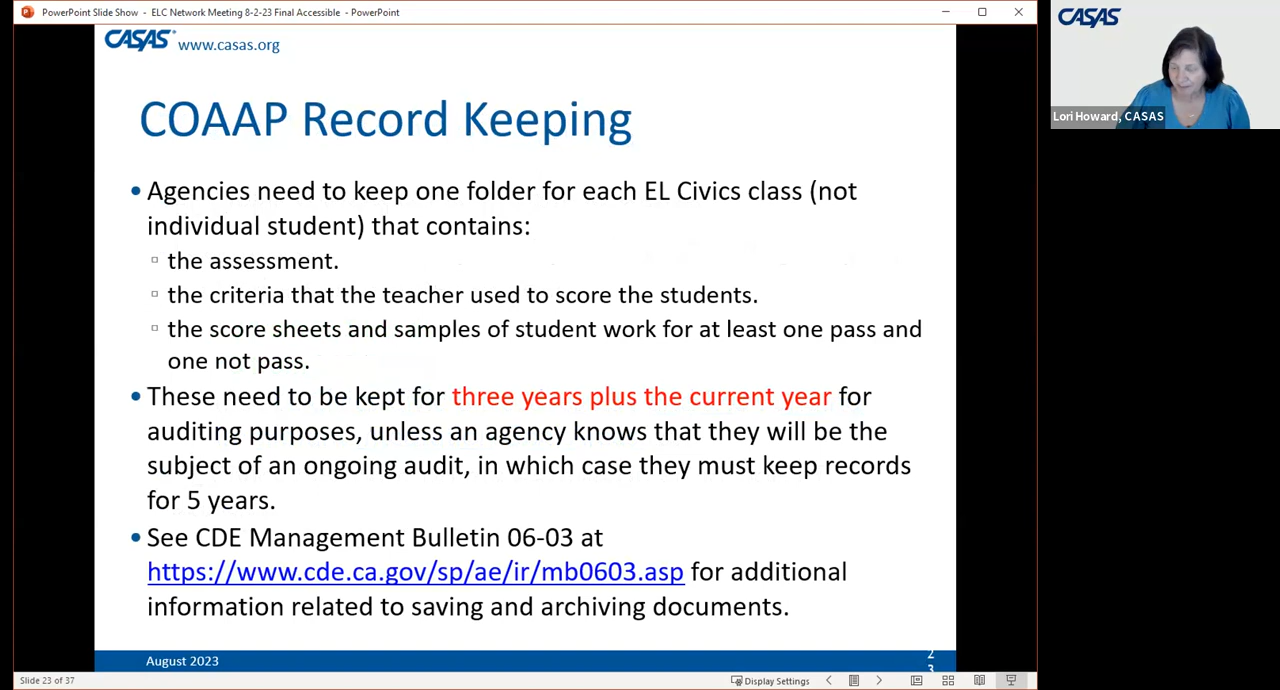 PowerPoint Slide Show - ELC Network Meeting 8-2-23 Final Accessible - PowerPoint
CASAS
www.casas.org
COAAP Record Keeping
• Agencies need to keep one folder for each EL Civics class (not
individual student) that contains:
▫ the assessment.
▫ the criteria that the teacher used to score the students.
▫ the score sheets and samples of student work for at least one pass and
one not pass.
• These need to be kept for three years plus the current year for
auditing purposes, unless an agency knows that they will be the
subject of an ongoing audit, in which case they must keep records
for 5 years.
• See CDE Management Bulletin 06-03 at
https://www.cde.ca.gov/sp/ae/ir/mb0603.asp for additional
information related to saving and archiving documents.
August 2023
2
3
Slide 23 of 37
Display Settings
CASAS
Lori Howard, CASAS